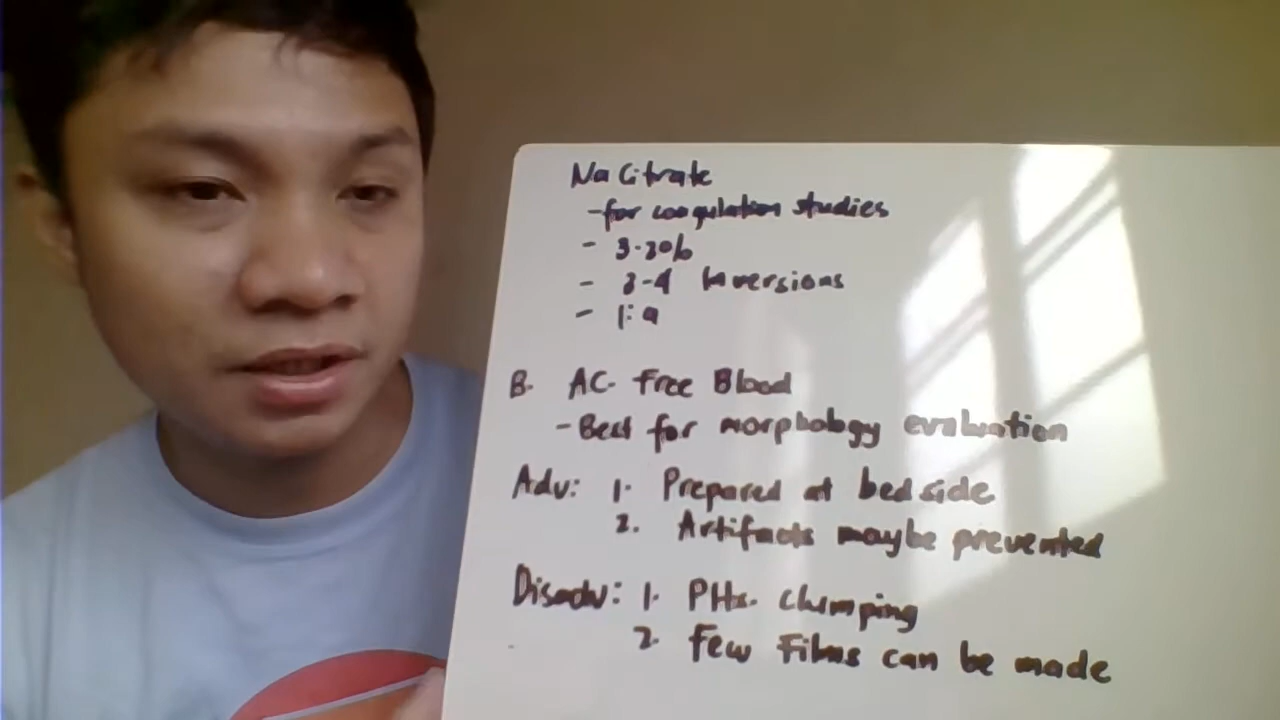 Na Citrate
- for coagulation studies
- 3.2%
- 3-4 Inversions
- 1:9
B. AC- Free Blood
- Best for morphology evaluation
Adv: 1. Prepared at bedside
2. Artifacts maybe prevented
Disadv: 1. Plts. Clumping
2. Few Films can be made